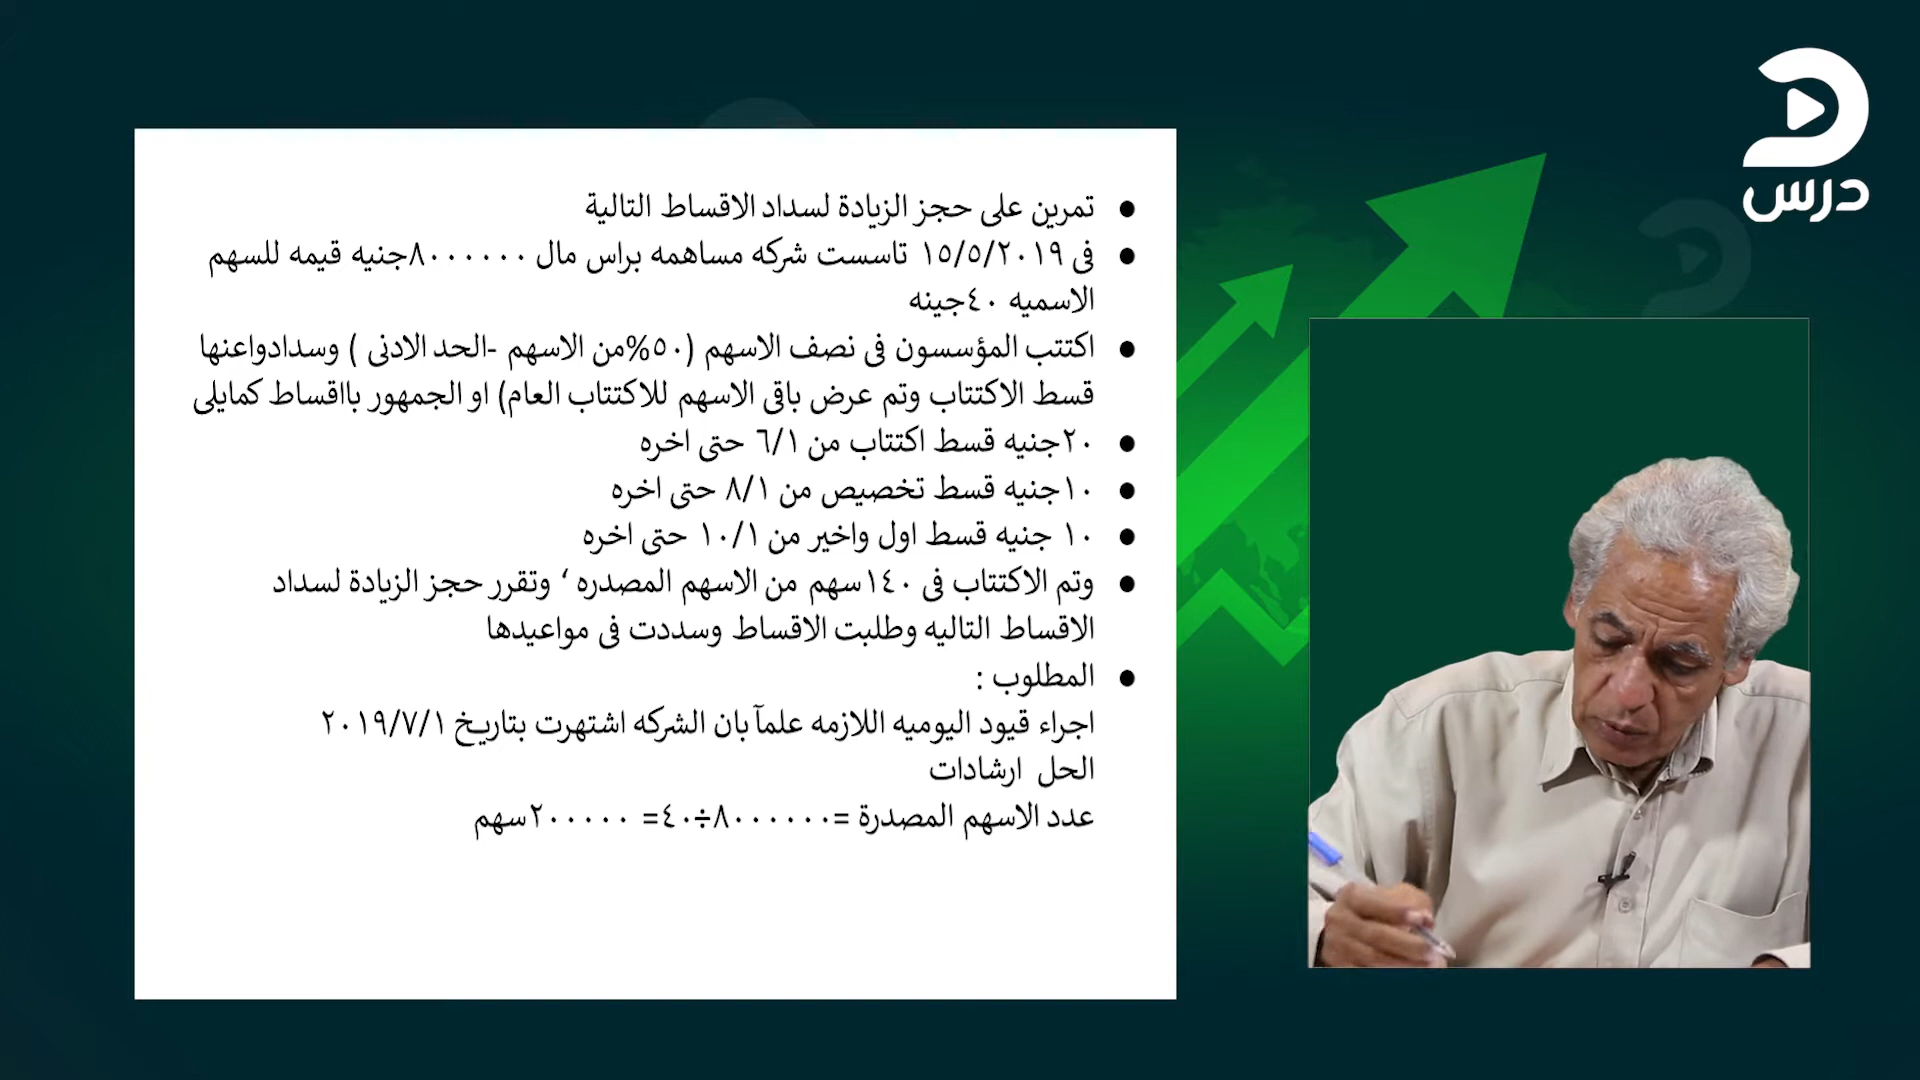 درس
تمرين على حجز الزيادة لسداد الاقساط التالية
فى ١٥/٥/٢٠١٩ تاسست شركه مساهمه براس مال ٨٠٠٠٠٠٠جنيه قيمه للسهم
الاسميه ٤٠جينه
اكتتب المؤسسون فى نصف الاسهم (٥٠%من الاسهم -الحد الادنى ) وسدادواعنها
قسط الاكتتاب وتم عرض باقى الاسهم للاكتتاب العام) او الجمهور بااقساط كمايلى
٢٠جنيه قسط اكتتاب من ٦/١ حتى اخره
١٠جنيه قسط تخصيص من ٨/١ حتى اخره
١٠ جنيه قسط اول واخير من ١٠/١ حتى اخره
وتم الاكتتاب فى ١٤٠سهم من الاسهم المصدره ‘ وتقرر حجز الزيادة لسداد
الاقساط التاليه وطلبت الاقساط وسددت فى مواعيدها
المطلوب :
اجراء قيود اليوميه اللازمه علمآ بان الشركه اشتهرت بتاريخ ٢٠١٩/٧/١
الحل ارشادات
عدد الاسهم المصدرة =٨٠٠٠٠٠٠÷٤٠= ٢٠٠٠٠٠سهم